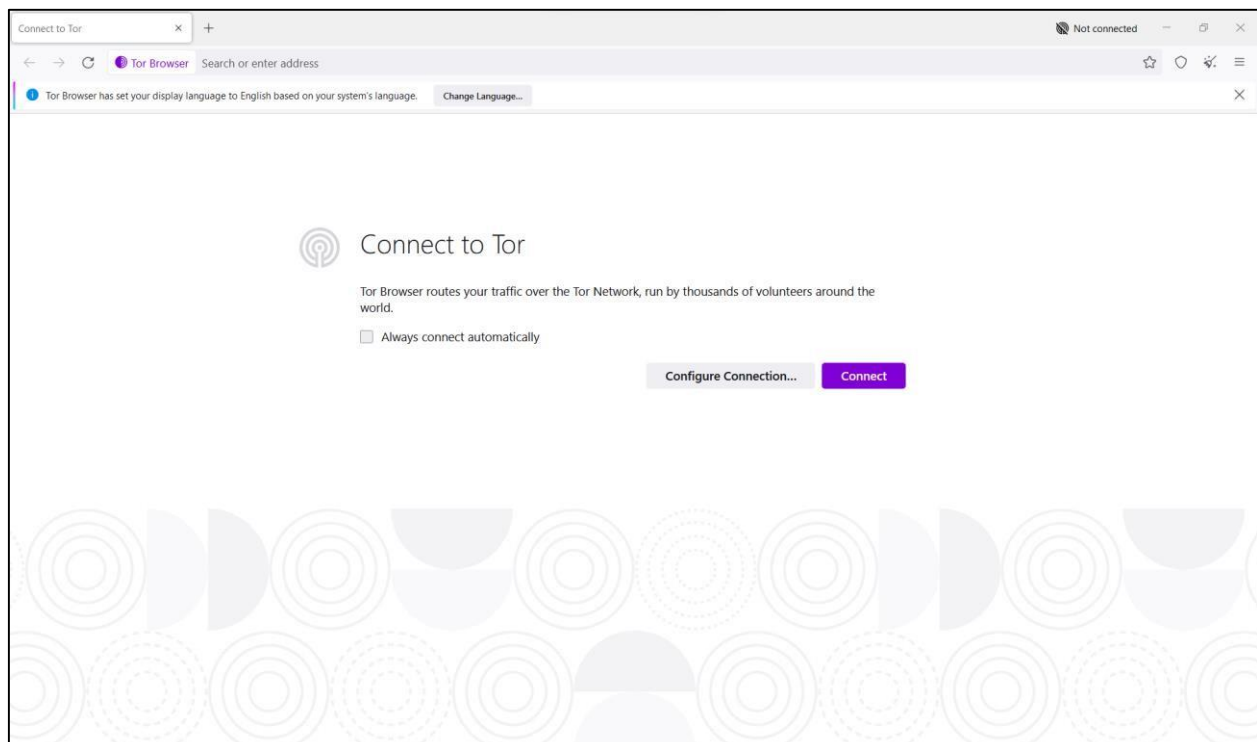 Connect to Tor
Not connected
Tor Browser Search or enter address
Tor Browser has set your display language to English based on your system's language. Change Language...
Connect to Tor
Tor Browser routes your traffic over the Tor Network, run by thousands of volunteers around the
world.
Always connect automatically
Configure Connection... Connect